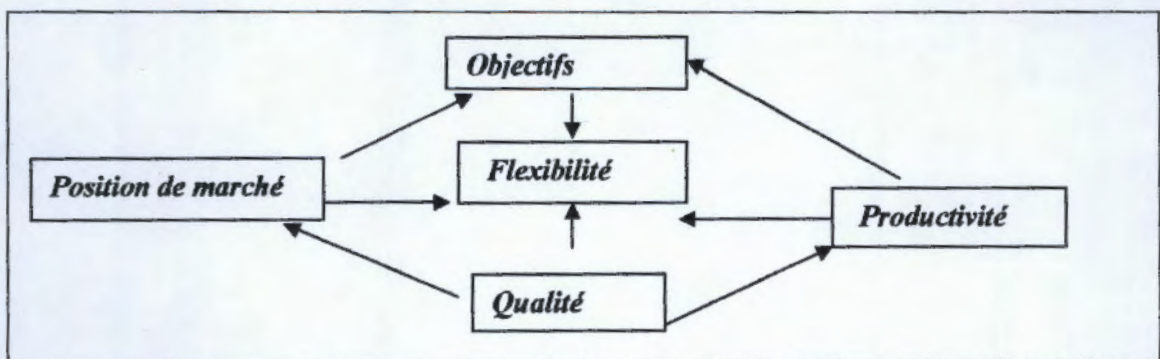 Objectifs
Flexibilité
Position de marché
Productivité
Qualité